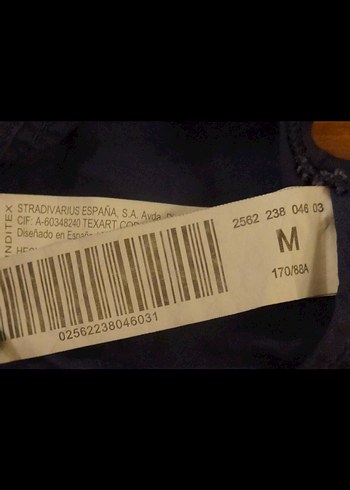 INDITEX
STRADIVARIUS ESPAÑA, S.A. Avda.
CIF: A-60348240 TEXART
Diseñado en España
2562 238 046 03
M
170/88A
02562238046031